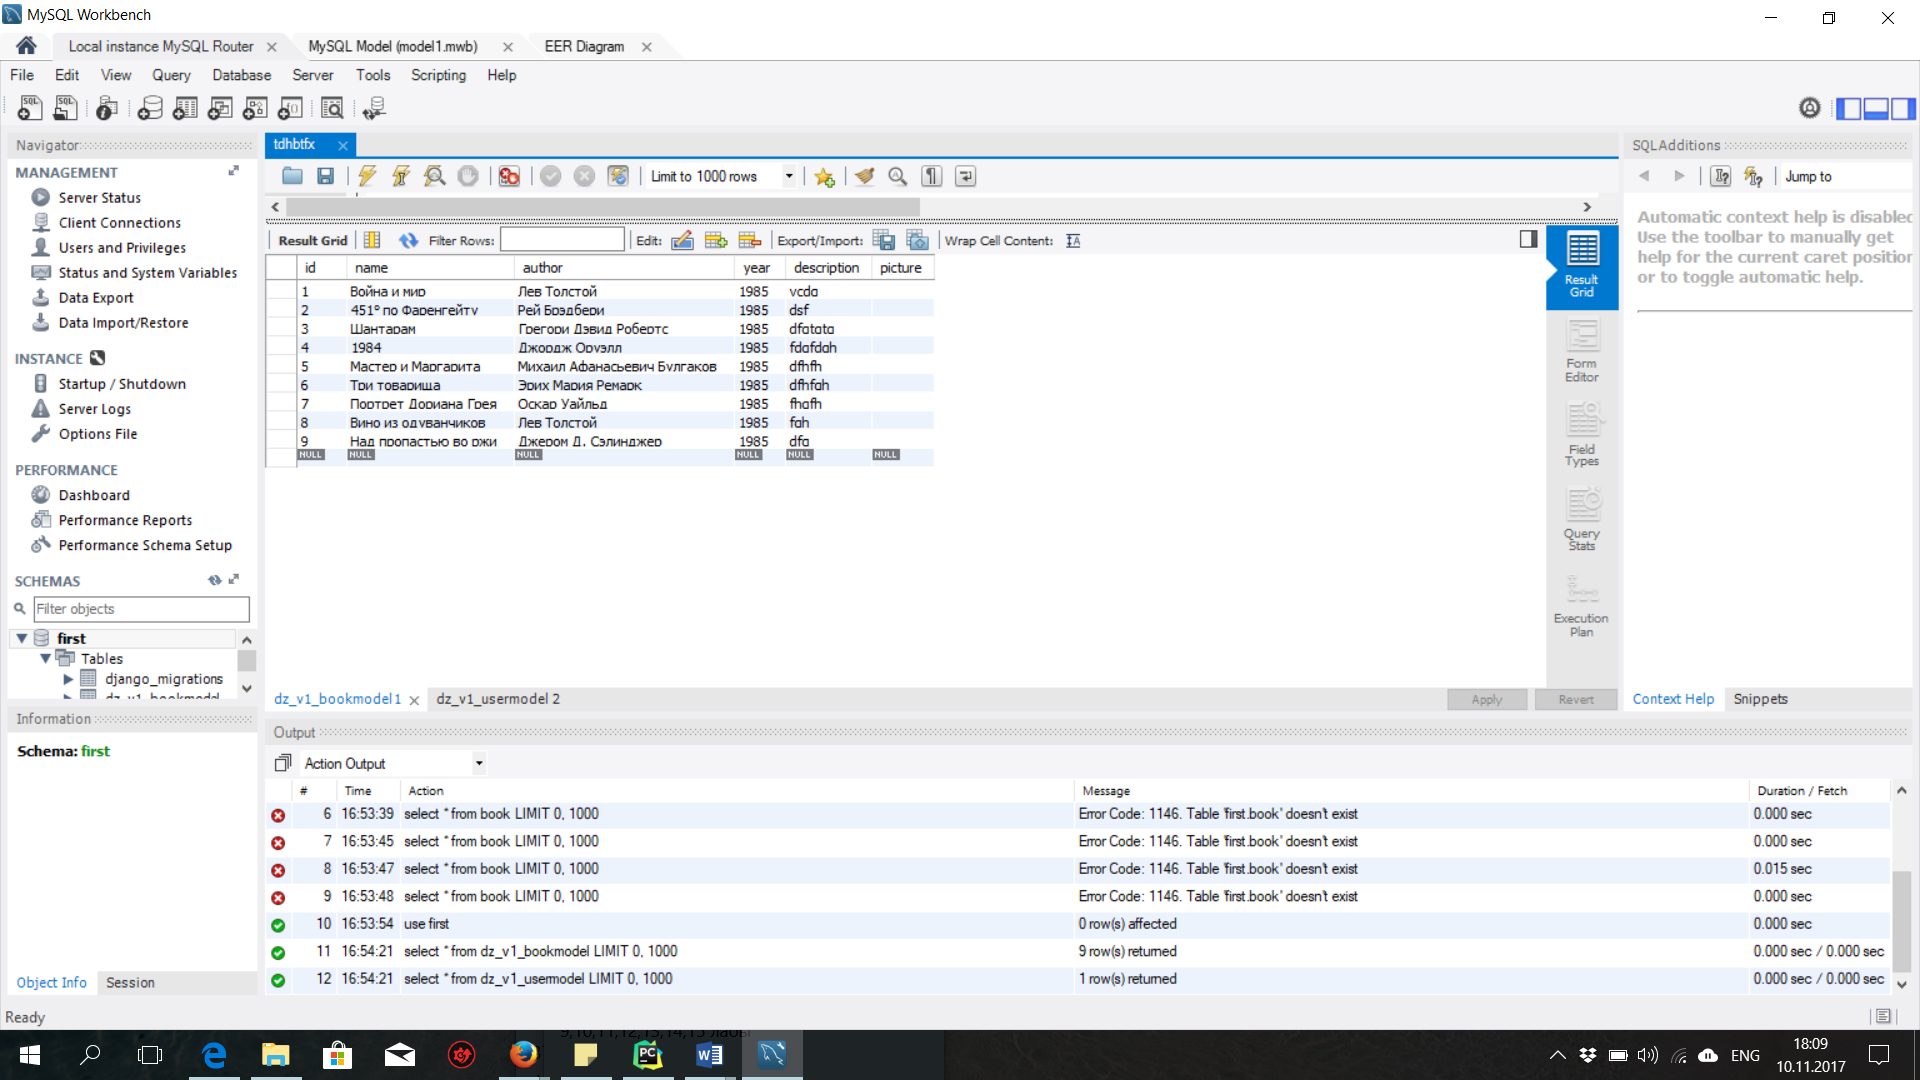 MySQL Workbench
Local instance MySQL Router
MySQL Model (model1.mwb)
EER Diagram
File Edit View Query Database Server Tools Scripting Help
Navigator
MANAGEMENT
Server Status
Client Connections
Users and Privileges
Status and System Variables
Data Export
Data Import/Restore
INSTANCE
Startup / Shutdown
Server Logs
Options File
PERFORMANCE
Dashboard
Performance Reports
Performance Schema Setup
SCHEMAS
Filter objects
first
Tables
django_migrations
dz_v1_bookmodel
Information
Schema: first
Object Info Session
Ready
tdhbtfx
Limit to 1000 rows
Result Grid Filter Rows: Edit: Export/Import: Wrap Cell Content:
id name author year description picture
1 Война и мир Лев Толстой 1985 vcda
2 451° по Фаренгейту Рей Брэдбери 1985 dsf
3 Шантарам Грегори Дэвид Робертс 1985
4 1984 Джордж Оруэлл 1985
5 Мастер и Маргарита Михаил Афанасьевич Булгаков 1985 dfhfh
6 Три товарища Эрих Мария Ремарк 1985
7 Портрет Дориана Грея Оскар Уайльд 1985
8 Вино из одуванчиков Лев Толстой 1985
9 Над пропастью во ржи Джером Д. Сэлинджер 1985
NULL NULL NULL NULL NULL NULL
Result Grid
Form Editor
Field Types
Query Stats
Execution Plan
dz_v1_bookmodel 1 dz_v1_usermodel 2
Apply Revert
SQLAdditions
Jump to
Automatic context help is disabled
Use the toolbar to manually get
help for the current caret position
or to toggle automatic help.
Context Help Snippets
Output
Action Output
# Time Action Message Duration / Fetch
6 16:53:39 select * from book LIMIT 0, 1000 Error Code: 1146. Table 'first.book' doesn't exist 0.000 sec
7 16:53:45 select * from book LIMIT 0, 1000 Error Code: 1146. Table 'first.book' doesn't exist 0.000 sec
8 16:53:47 select * from book LIMIT 0, 1000 Error Code: 1146. Table 'first.book' doesn't exist 0.015 sec
9 16:53:48 select * from book LIMIT 0, 1000 Error Code: 1146. Table 'first.book' doesn't exist 0.000 sec
10 16:53:54 use first 0 row(s) affected 0.000 sec
11 16:54:21 select * from dz_v1_bookmodel LIMIT 0, 1000 9 row(s) returned 0.000 sec / 0.000 sec
12 16:54:21 select * from dz_v1_usermodel LIMIT 0, 1000 1 row(s) returned 0.000 sec / 0.000 sec
ENG
18:09
10.11.2017